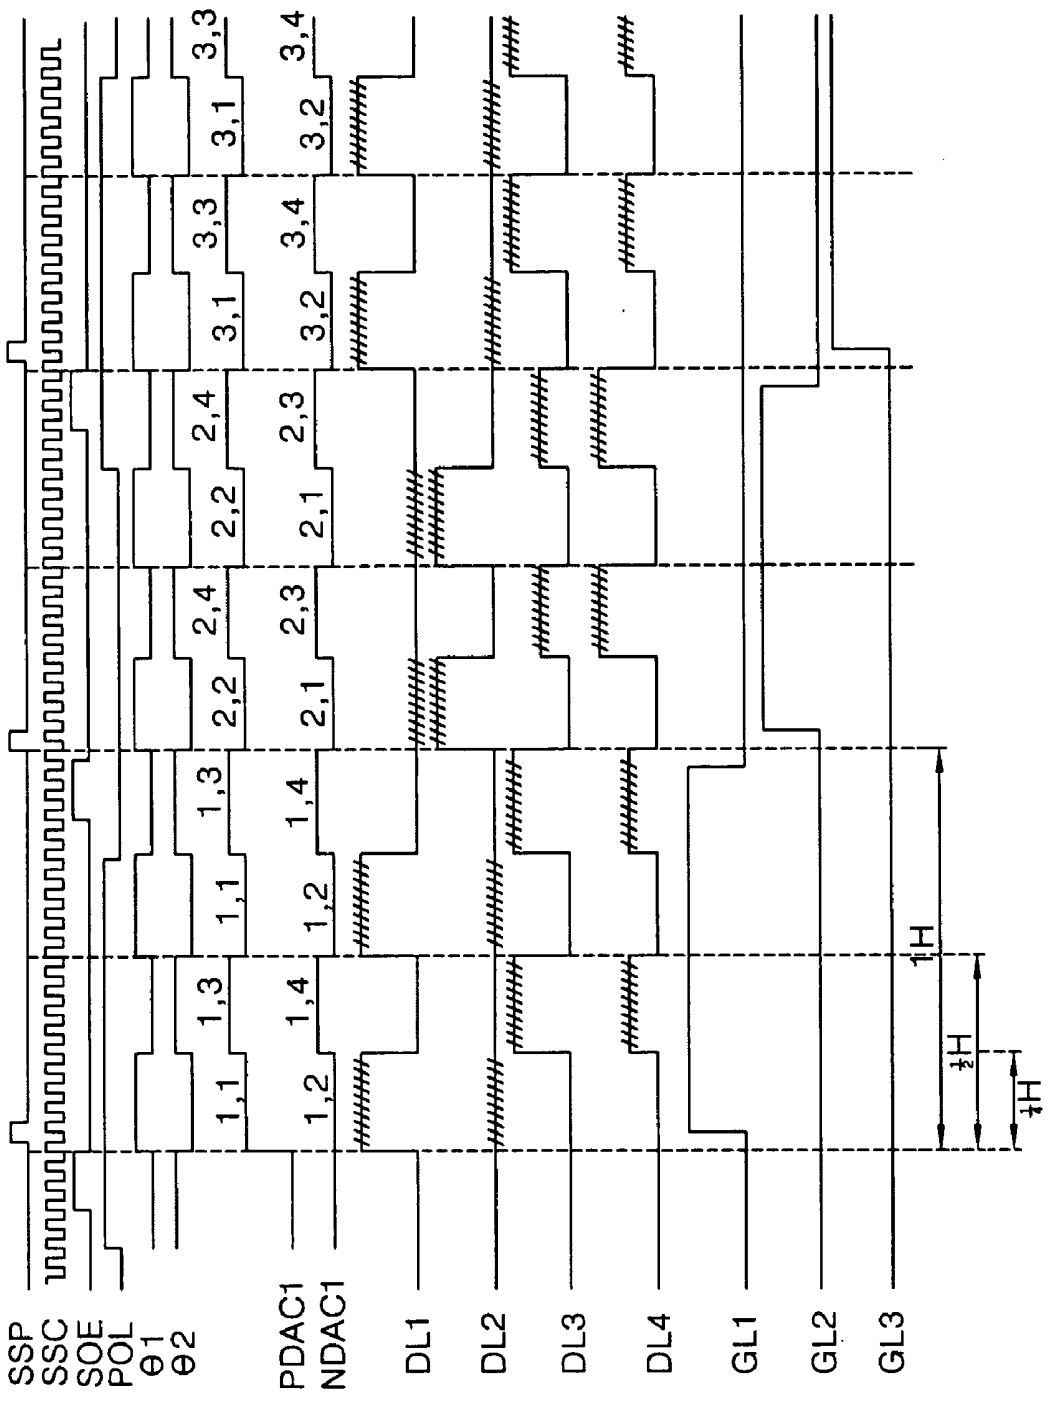 SSP
SSC
SOE
POL
Θ1
Θ2
1,1 1,3 1,1 1,3 2,2 2,4 2,2 2,4 3,1 3,3 3,1 3,3
PDAC1
1,2 1,4 1,2 1,4 2,1 2,3 2,1 2,3 3,2 3,4 3,2 3,4
NDAC1
DL1
DL2
DL3
DL4
GL1
GL2
GL3
1H
½H
¼H